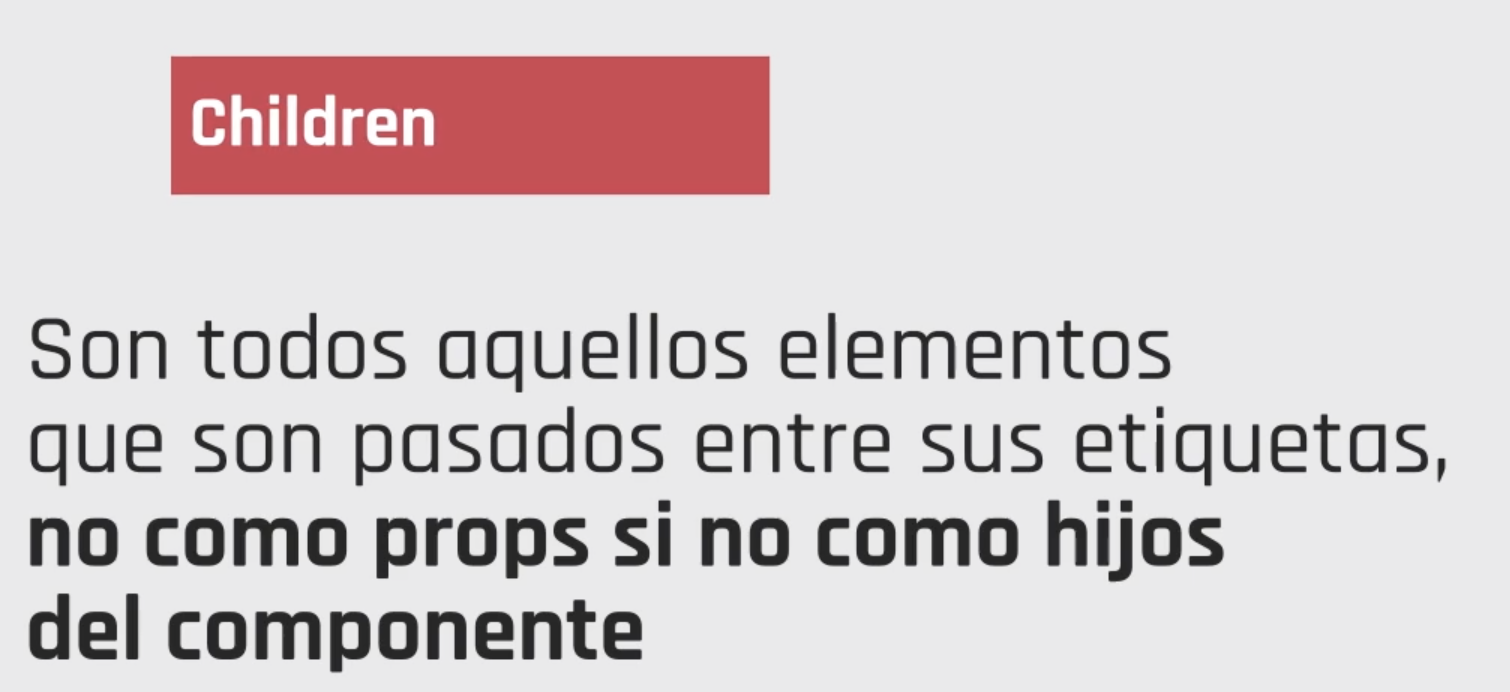 Children
Son todos aquellos elementos
que son pasados entre sus etiquetas,
no como props si no como hijos
del componente